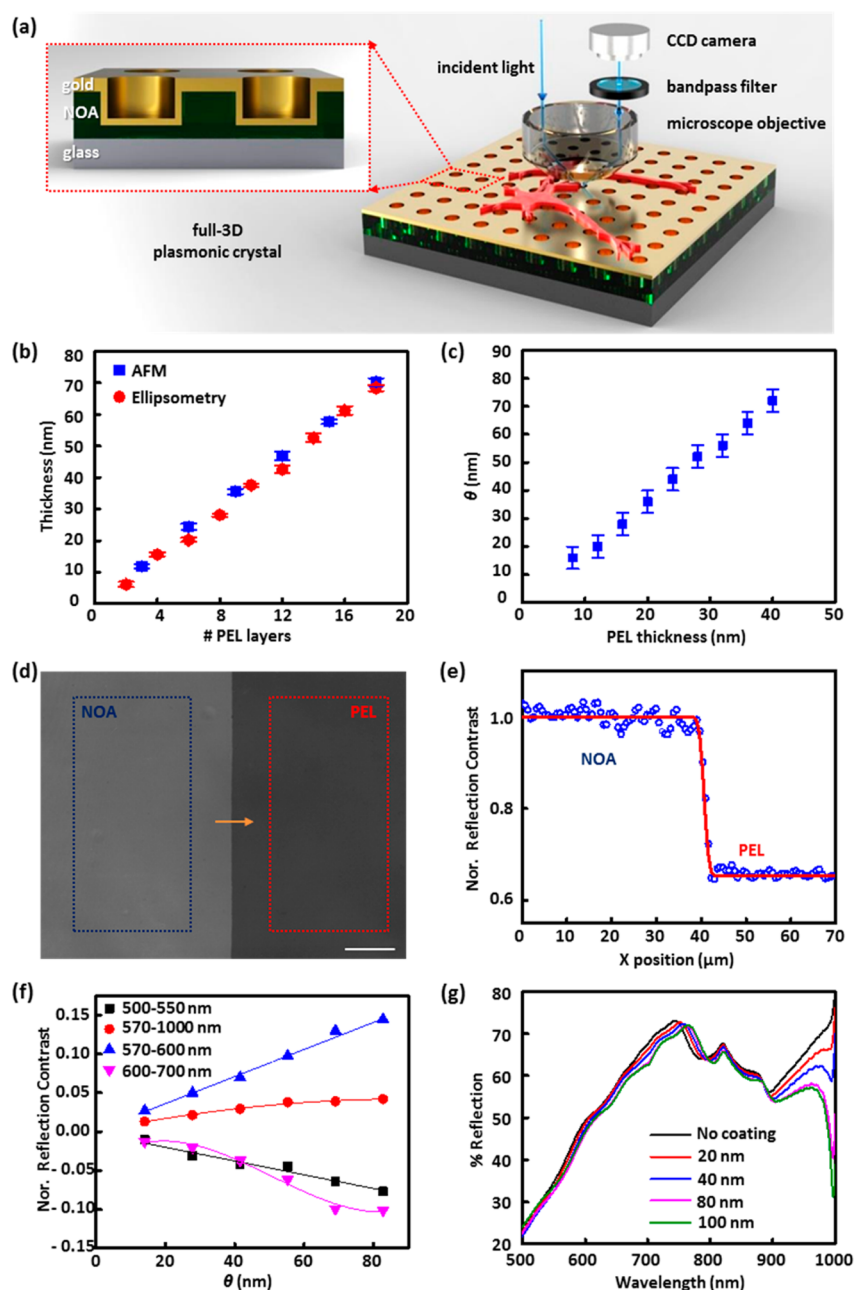 (a)
CCD camera
incident light
bandpass filter
gold
NOA
microscope objective
glass
full-3D
plasmonic crystal
(b)
80
70
60
50
40
30
20
10
0
Thickness (nm)
AFM
Ellipsometry
0 4 8 12 16 20
# PEL layers
(c)
90
80
70
60
50
40
30
20
10
0
θ (nm)
0 10 20 30 40 50
PEL thickness (nm)
(d)
NOA
PEL
(e)
1.0
0.8
0.6
Nor. Reflection Contrast
NOA
PEL
0 10 20 30 40 50 60 70
X position (μm)
(f)
0.15
0.10
0.05
0.00
- 0.05
- 0.10
- 0.15
Nor. Reflection Contrast
500-550 nm
570-1000 nm
570-600 nm
600-700 nm
0 20 40 60 80
θ (nm)
(g)
80
70
60
50
40
30
20
% Reflection
No coating
20 nm
40 nm
80 nm
100 nm
500 600 700 800 900 1000
Wavelength (nm)